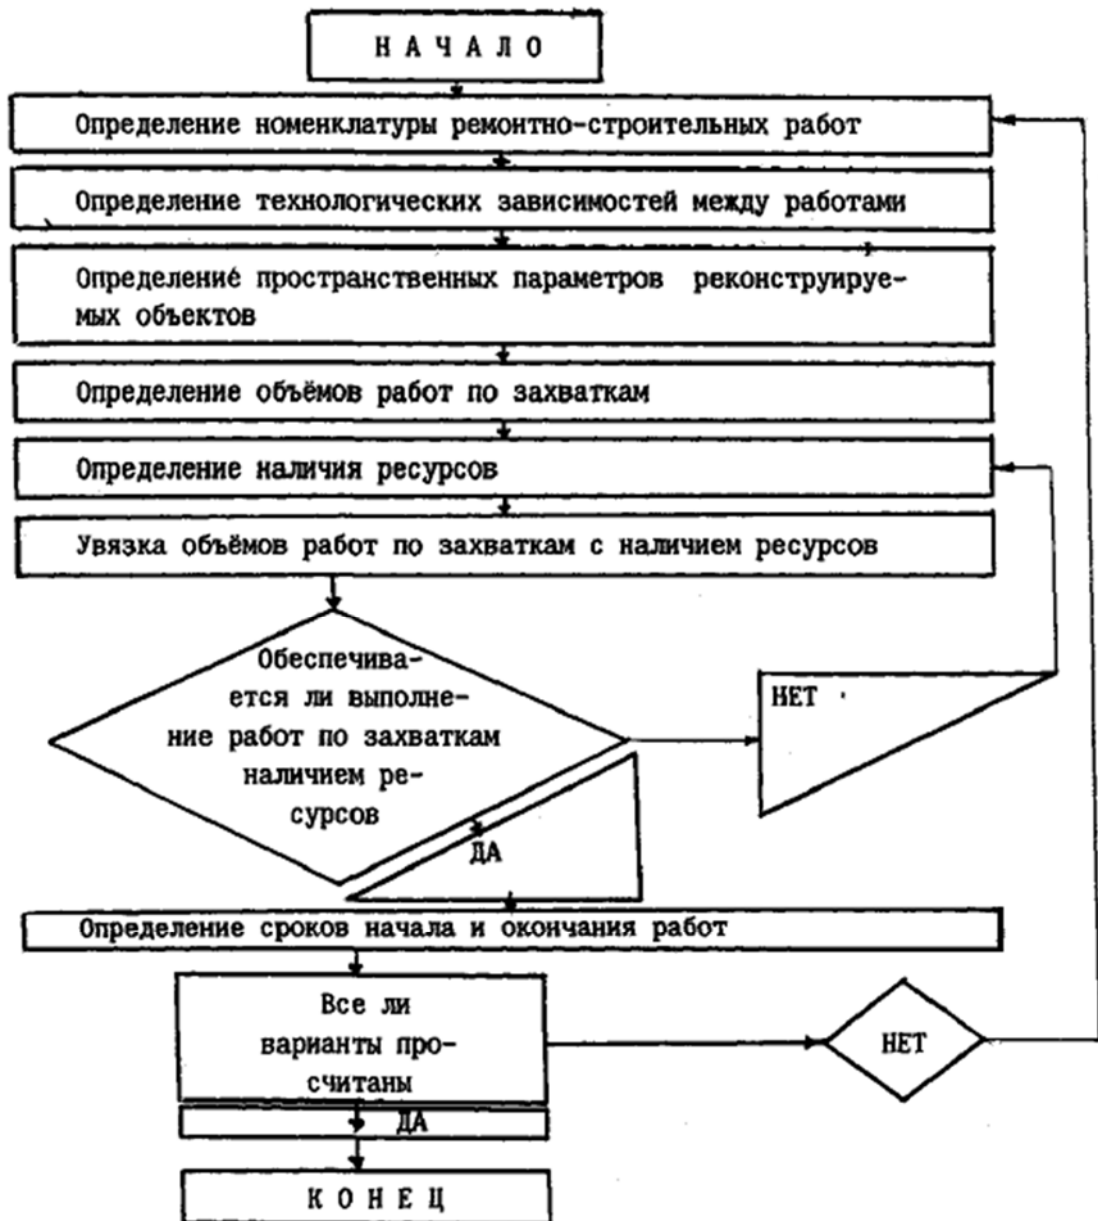 НАЧАЛО
Определение номенклатуры ремонтно-строительных работ
Определение технологических зависимостей между работами
Определение пространственных параметров реконструируе-
мых объектов
Определение объёмов работ по захваткам
Определение наличия ресурсов
Увязка объёмов работ по захваткам с наличием ресурсов
Обеспечива-
ется ли выполне-
ние работ по захваткам
наличием ре-
сурсов
НЕТ
ДА
Определение сроков начала и окончания работ
Все ли
варианты про-
считаны
НЕТ
ДА
КОНЕЦ